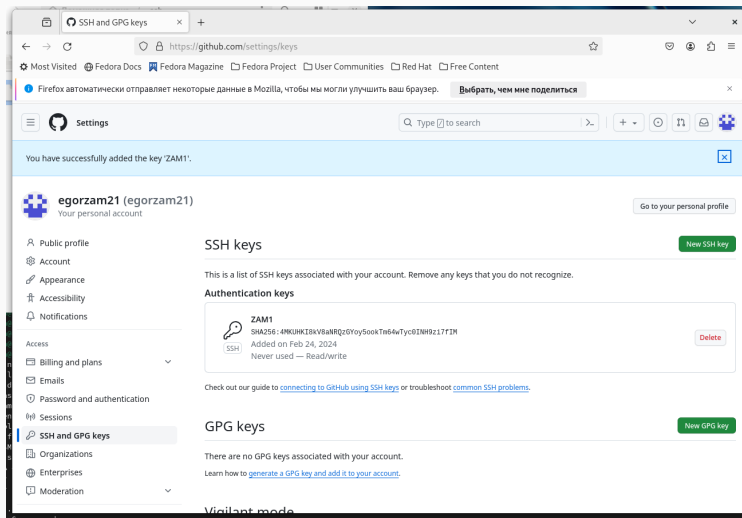 SSH and GPG keys
https://github.com/settings/keys
Most Visited Fedora Docs Fedora Magazine Fedora Project User Communities Red Hat Free Content
Firefox автоматически отправляет некоторые данные в Mozilla, чтобы мы могли улучшить ваш браузер. Выбрать, чем мне поделиться
Settings
Type / to search
You have successfully added the key 'ZAM1'.
egorzam21 (egorzam21)
Your personal account
Go to your personal profile
Public profile
Account
Appearance
Accessibility
Notifications
Access
Billing and plans
Emails
Password and authentication
Sessions
SSH and GPG keys
Organizations
Enterprises
Moderation
SSH keys
New SSH key
This is a list of SSH keys associated with your account. Remove any keys that you do not recognize.
Authentication keys
ZAM1
SHA256:4MKUHKI8kV8aNRQzGYoy5ookTm64wTyc0INH9zi7fIM
SSH
Added on Feb 24, 2024
Never used — Read/write
Delete
Check out our guide to connecting to GitHub using SSH keys or troubleshoot common SSH problems.
GPG keys
New GPG key
There are no GPG keys associated with your account.
Learn how to generate a GPG key and add it to your account.
Vigilant mode